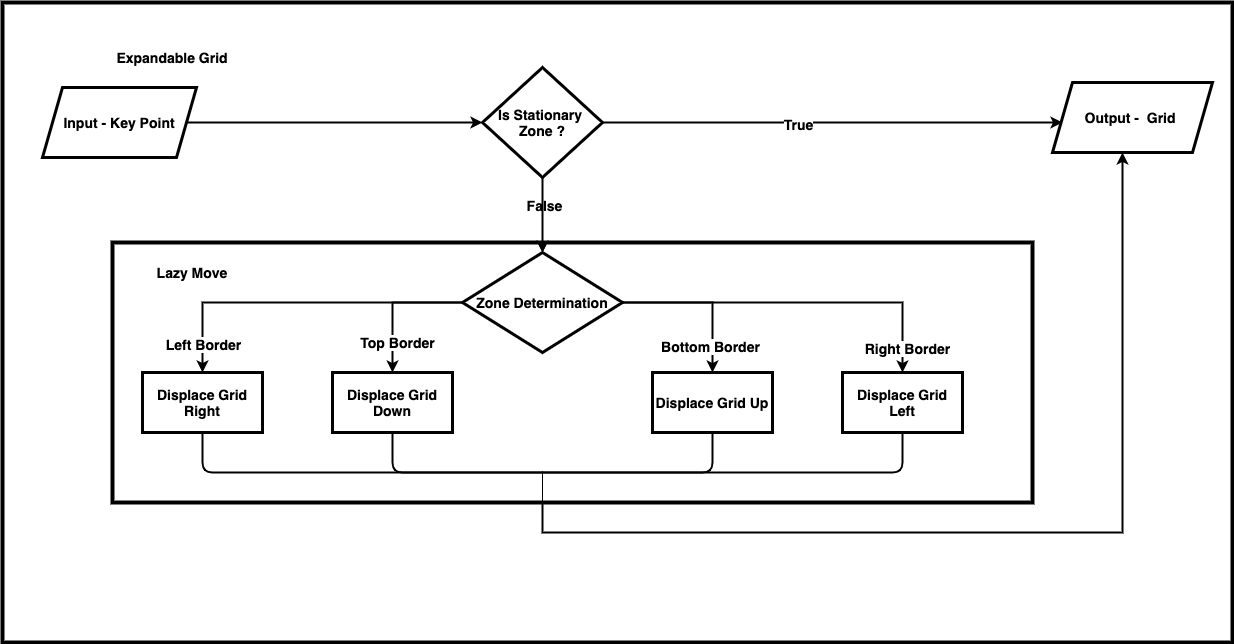 Expandable Grid
Input - Key Point
Is Stationary
Zone ?
True
Output -  Grid
False
Lazy Move
Zone Determination
Left Border
Top Border
Bottom Border
Right Border
Displace Grid
Right
Displace Grid
Down
Displace Grid Up
Displace Grid
Left